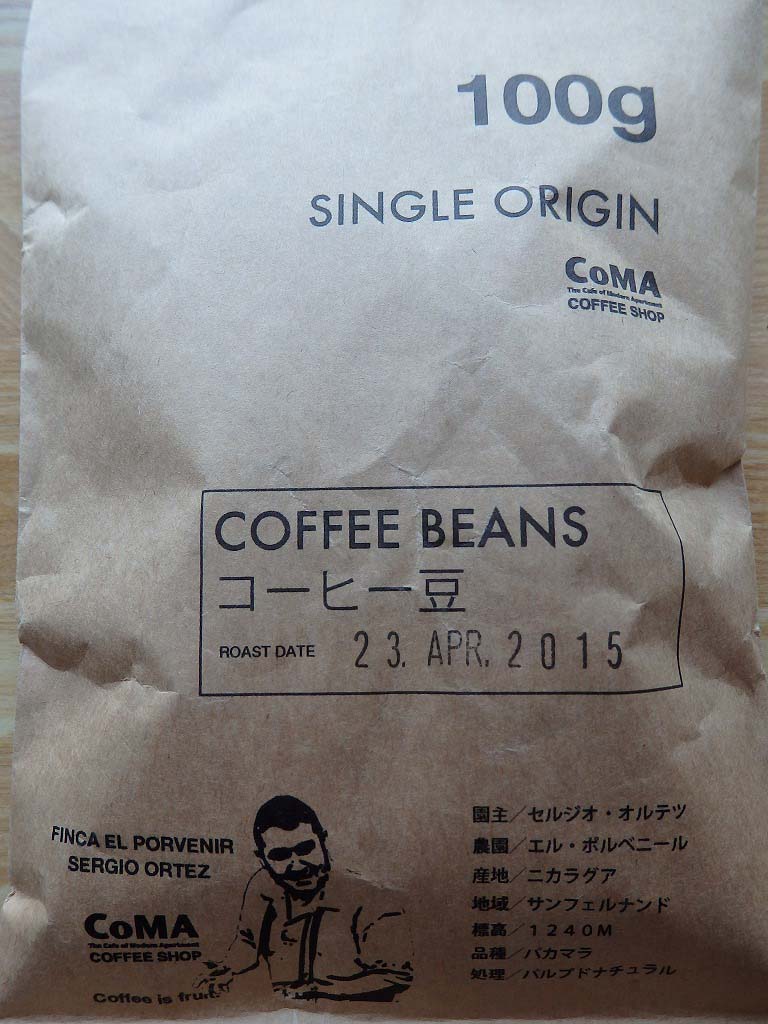 100g
SINGLE ORIGIN
CoMA
The Cafe of Modern Apartment
COFFEE SHOP
COFFEE BEANS
コーヒー豆
ROAST DATE 23. APR. 2015
FINCA EL PORVENIR
SERGIO ORTEZ
CoMA
The Cafe of Modern Apartment
COFFEE SHOP
Coffee is fruit.
園主／セルジオ・オルテツ
農園／エル・ポルベニール
産地／ニカラグア
地域／サンフェルナンド
標高／１２４０Ｍ
品種／パカマラ
処理／パルプドナチュラル